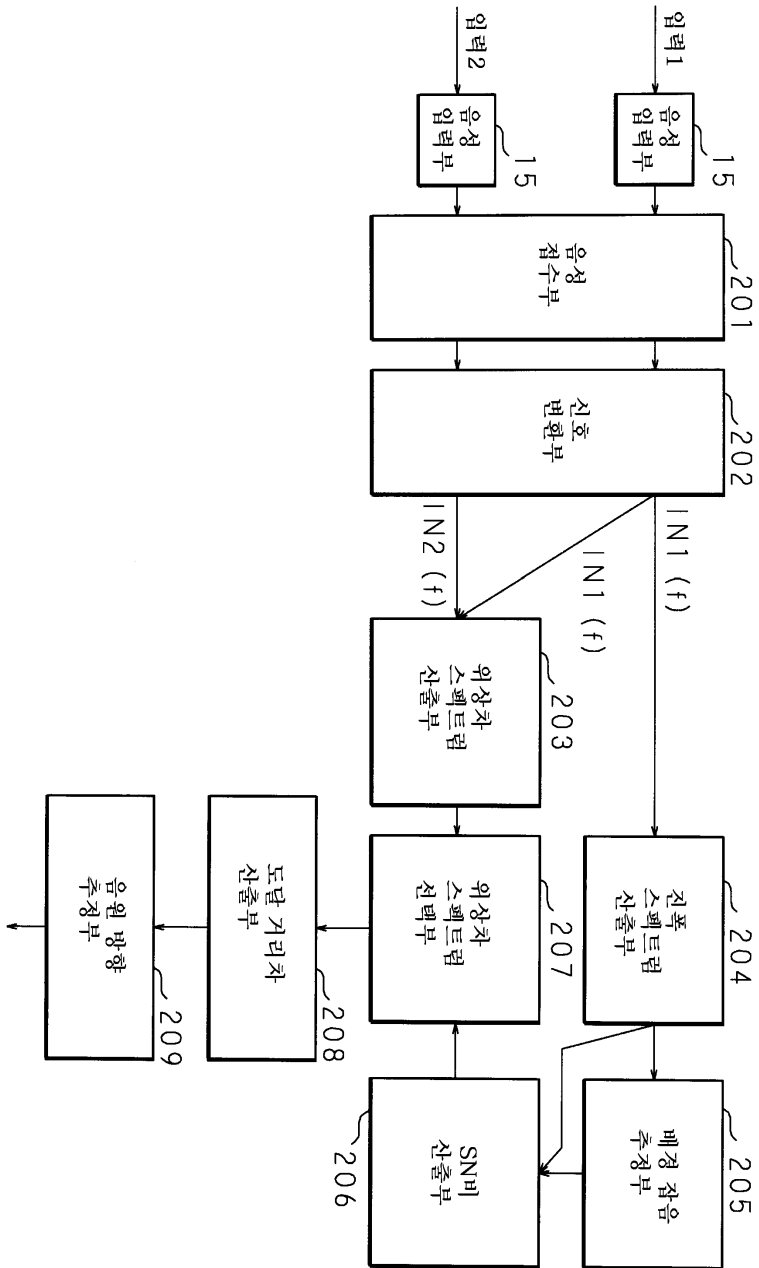 입력1
음성
입력부
15
입력2
음성
입력부
15
음성
접수부
201
신호
변환부
202
IN1 (f)
IN1 (f)
IN2 (f)
위상차
스펙트럼
산출부
203
진폭
스펙트럼
산출부
204
배경 잡음
추정부
205
SN비
산출부
206
위상차
스펙트럼
선택부
207
도달 거리차
산출부
208
음원 방향
추정부
209